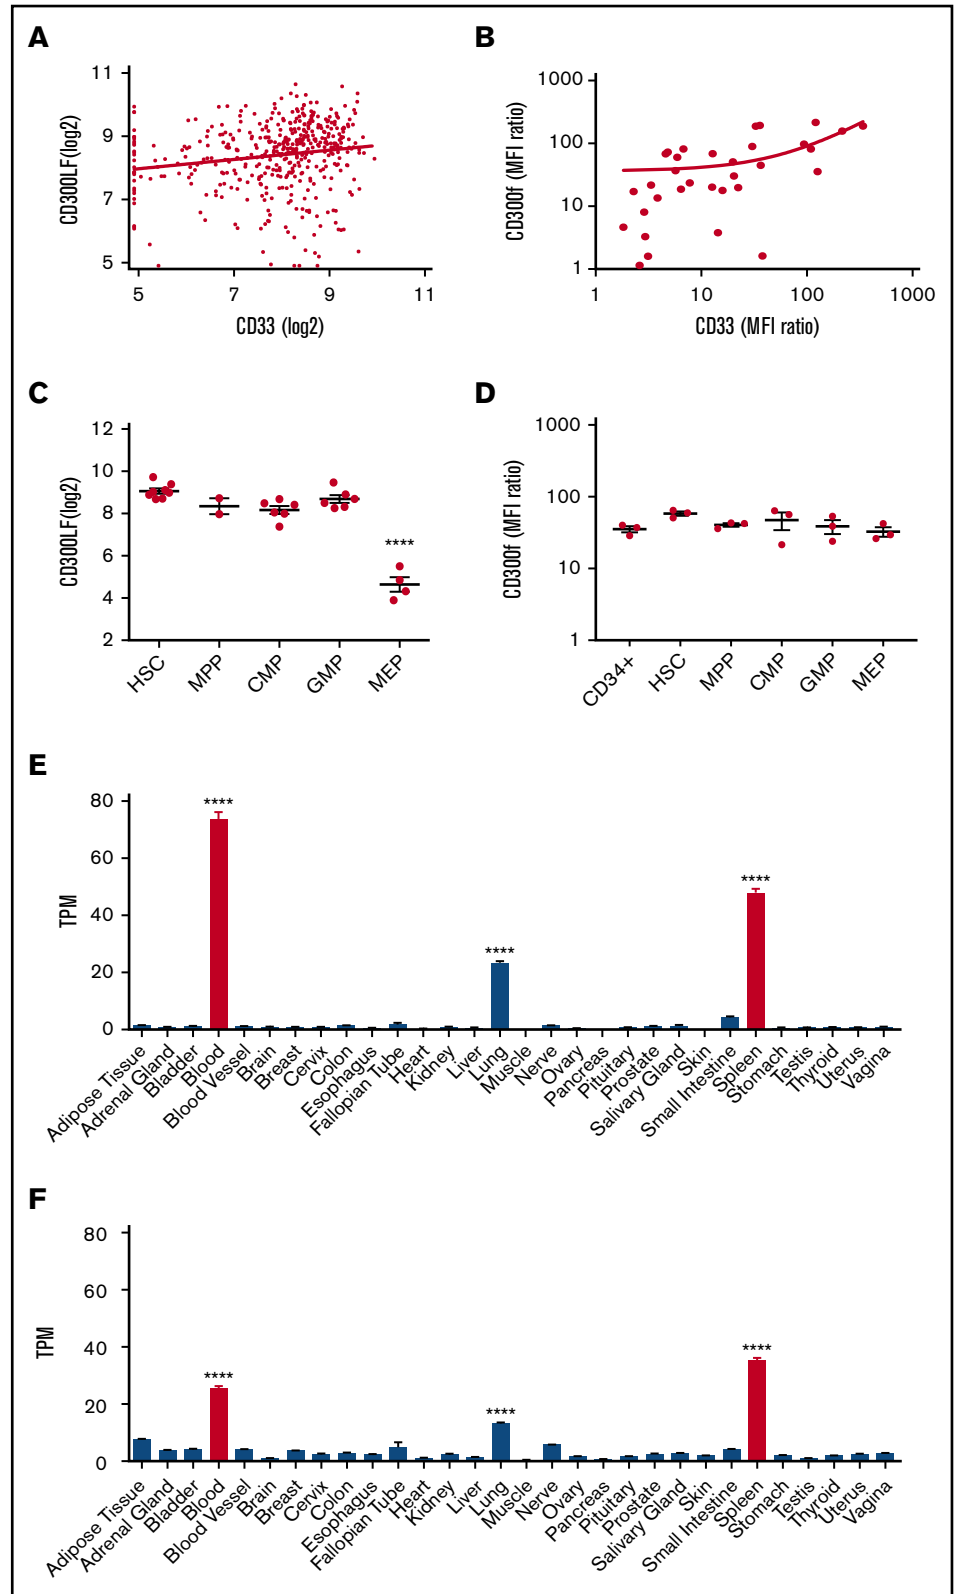 A
CD300LF(log2)
11
9
7
5
5 7 9 11
CD33 (log2)
B
CD300f (MFI ratio)
1000
100
10
1
1 10 100 1000
CD33 (MFI ratio)
C
CD300LF(log2)
12
10
8
6
4
2
****
HSC MPP CMP GMP MEP
D
CD300f (MFI ratio)
1000
100
10
1
CD34+ HSC MPP CMP GMP MEP
E
TPM
80
60
40
20
0
**** **** ****
Adipose Tissue
Adrenal Gland
Bladder
Blood
Blood Vessel
Brain
Breast
Cervix
Colon
Esophagus
Fallopian Tube
Heart
Kidney
Liver
Lung
Muscle
Nerve
Ovary
Pancreas
Pituitary
Prostate
Salivary Gland
Skin
Small Intestine
Spleen
Stomach
Testis
Thyroid
Uterus
Vagina
F
TPM
80
60
40
20
0
**** **** ****
Adipose Tissue
Adrenal Gland
Bladder
Blood
Blood Vessel
Brain
Breast
Cervix
Colon
Esophagus
Fallopian Tube
Heart
Kidney
Liver
Lung
Muscle
Nerve
Ovary
Pancreas
Pituitary
Prostate
Salivary Gland
Skin
Small Intestine
Spleen
Stomach
Testis
Thyroid
Uterus
Vagina